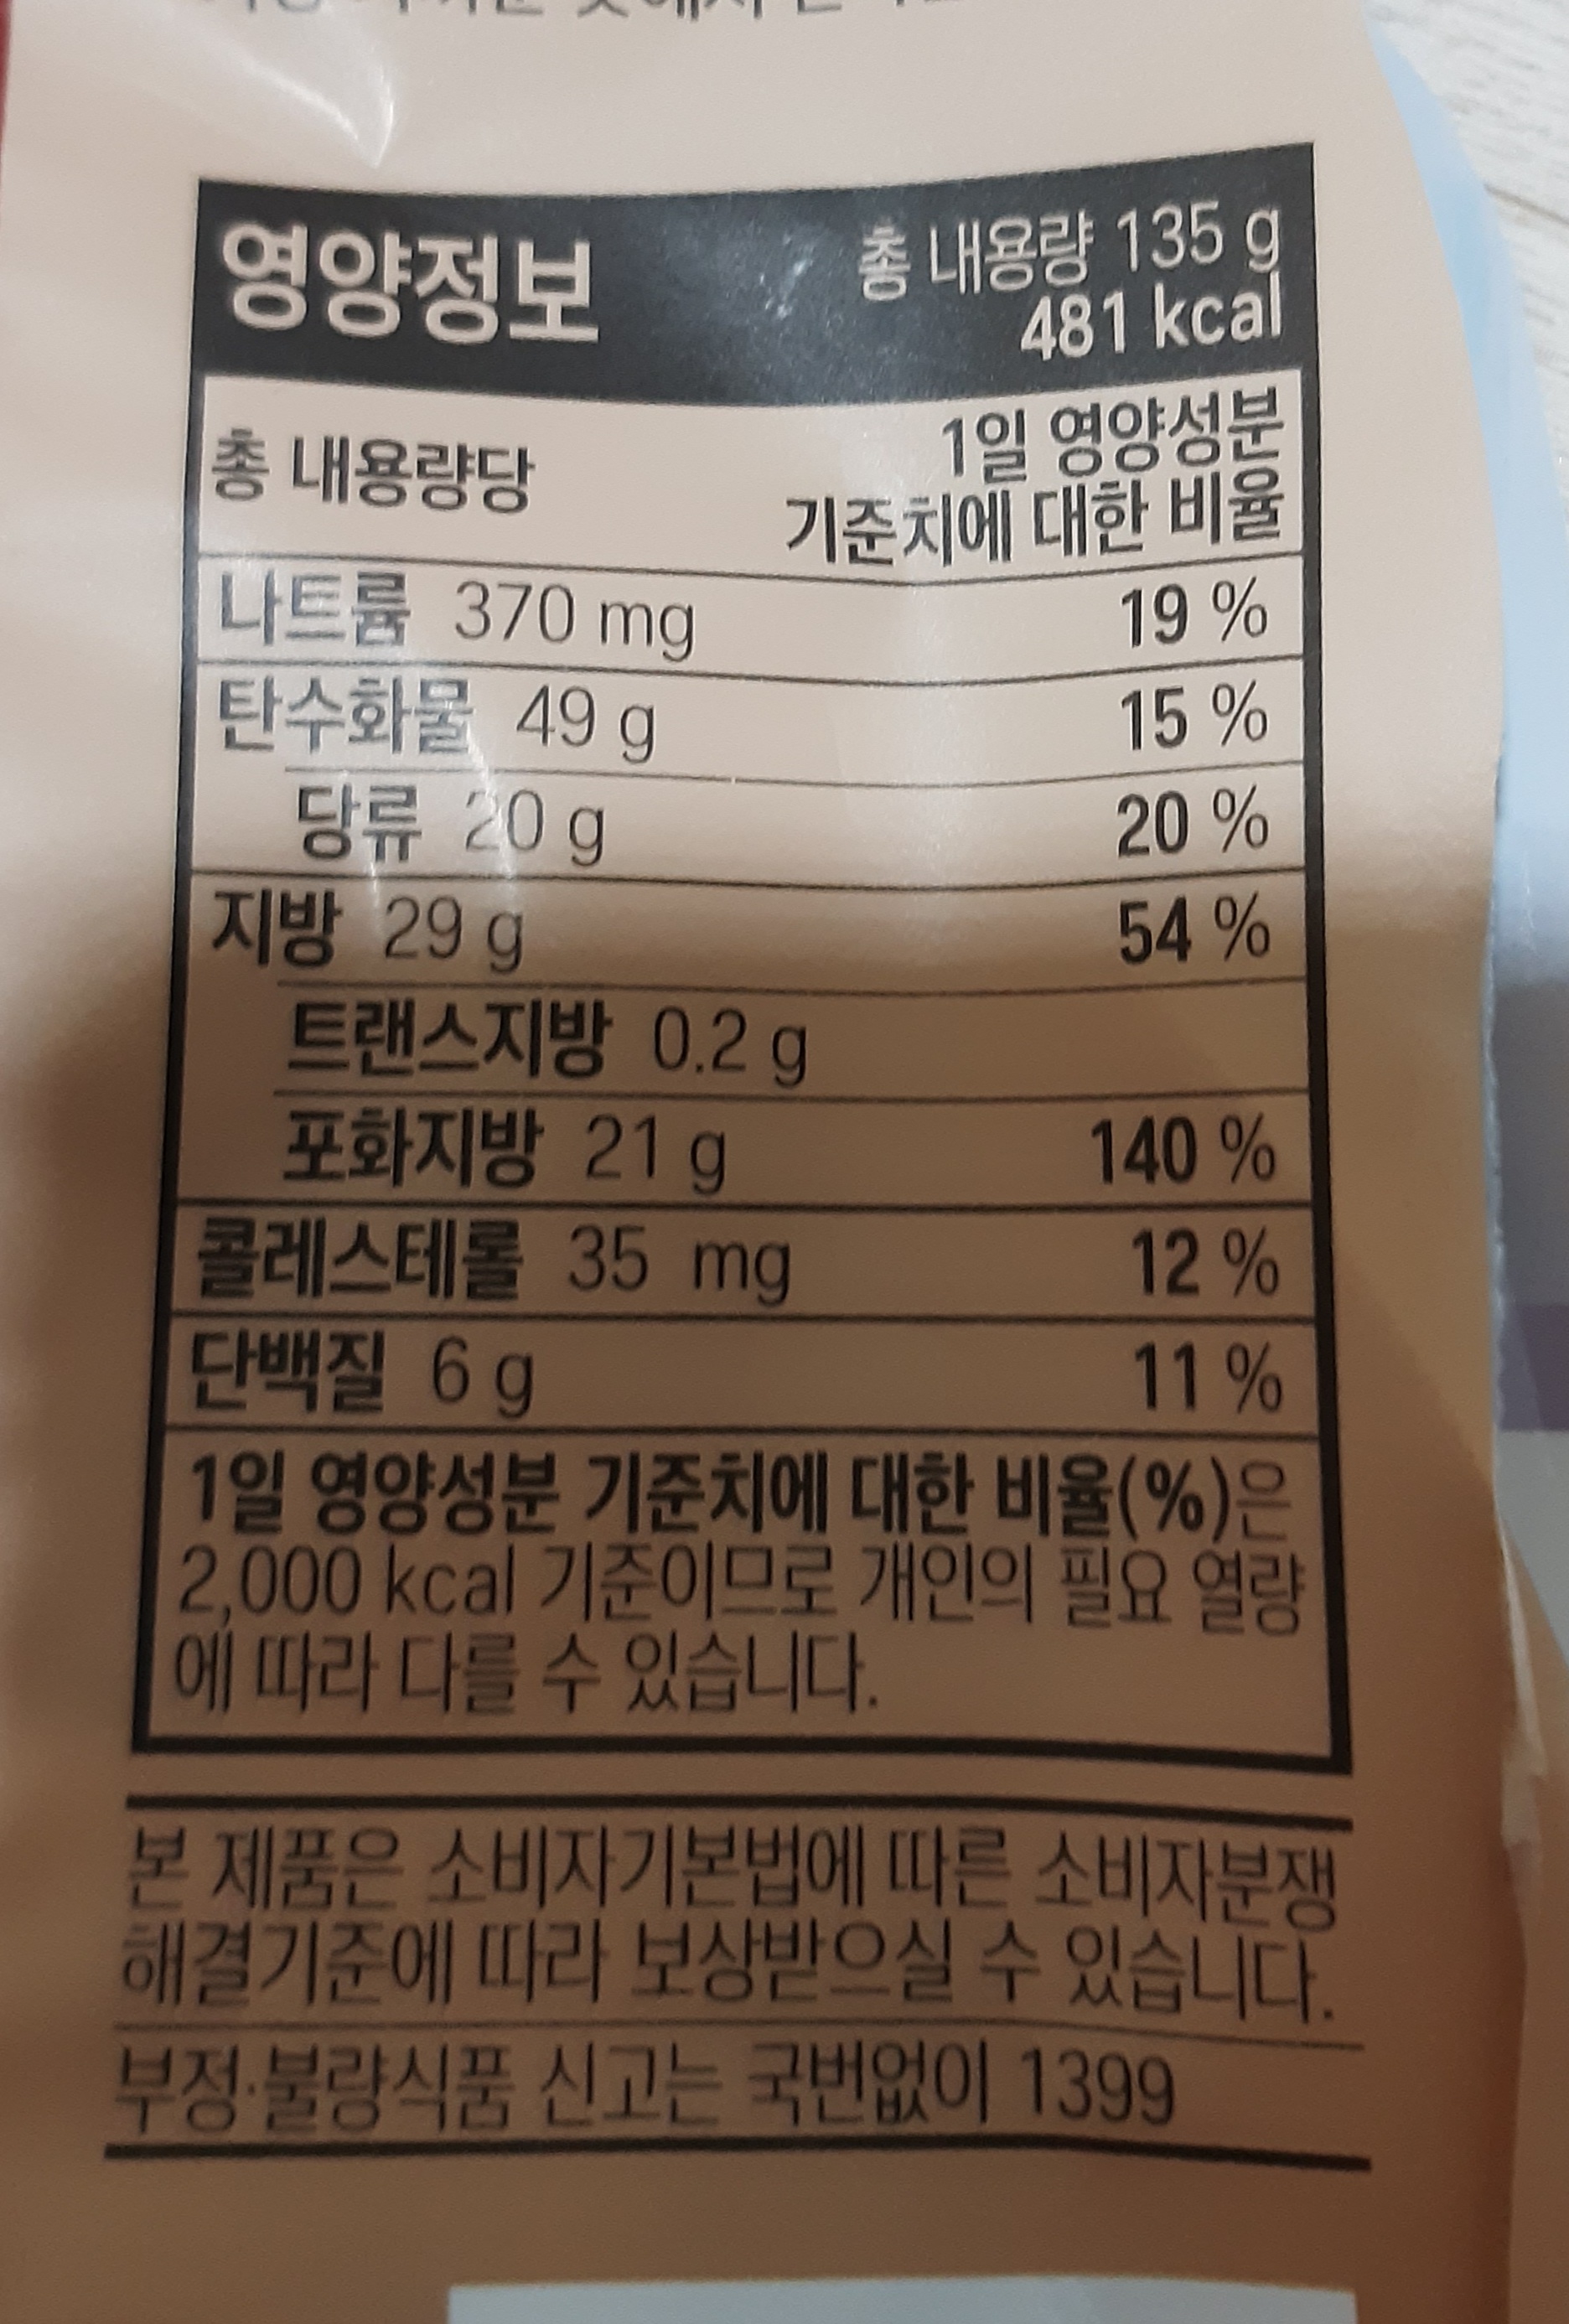 영양정보
총 내용량 135 g
481 kcal
총 내용량당
1일 영양성분
기준치에 대한 비율
나트륨 370 mg 19 %
탄수화물 49 g 15 %
당류 20 g 20 %
지방 29 g 54 %
트랜스지방 0.2 g
포화지방 21 g 140 %
콜레스테롤 35 mg 12 %
단백질 6 g 11 %
1일 영양성분 기준치에 대한 비율(%)은
2,000 kcal 기준이므로 개인의 필요 열량
에 따라 다를 수 있습니다.
본 제품은 소비자기본법에 따른 소비자분쟁
해결기준에 따라 보상받으실 수 있습니다.
부정·불량식품 신고는 국번없이 1399